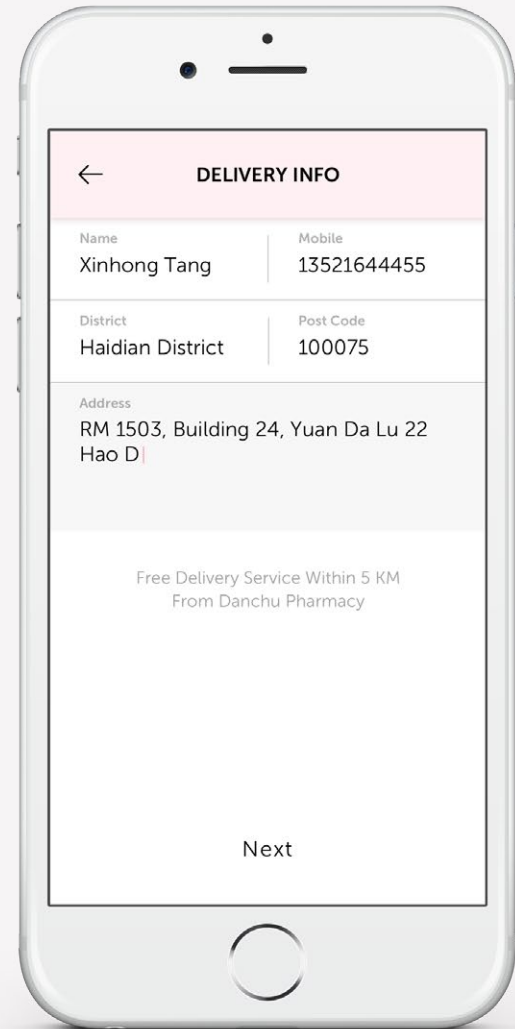 DELIVERY INFO
Name
Mobile
Xinhong Tang
13521644455
District
Post Code
Haidian District
100075
Address
RM 1503, Building 24, Yuan Da Lu 22
Hao D
Free Delivery Service Within 5 KM
From Danchu Pharmacy
Next